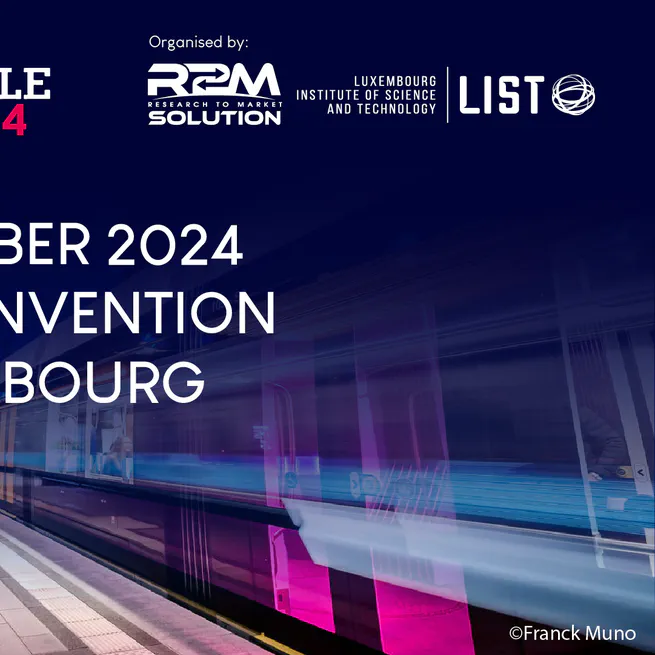 Organised by:
LE
4
R2M
RESEARCH TO MARKET
SOLUTION
LUXEMBOURG
INSTITUTE OF SCIENCE
AND TECHNOLOGY
LIST
BER 2024
NVENTION
BOURG
©Franck Muno